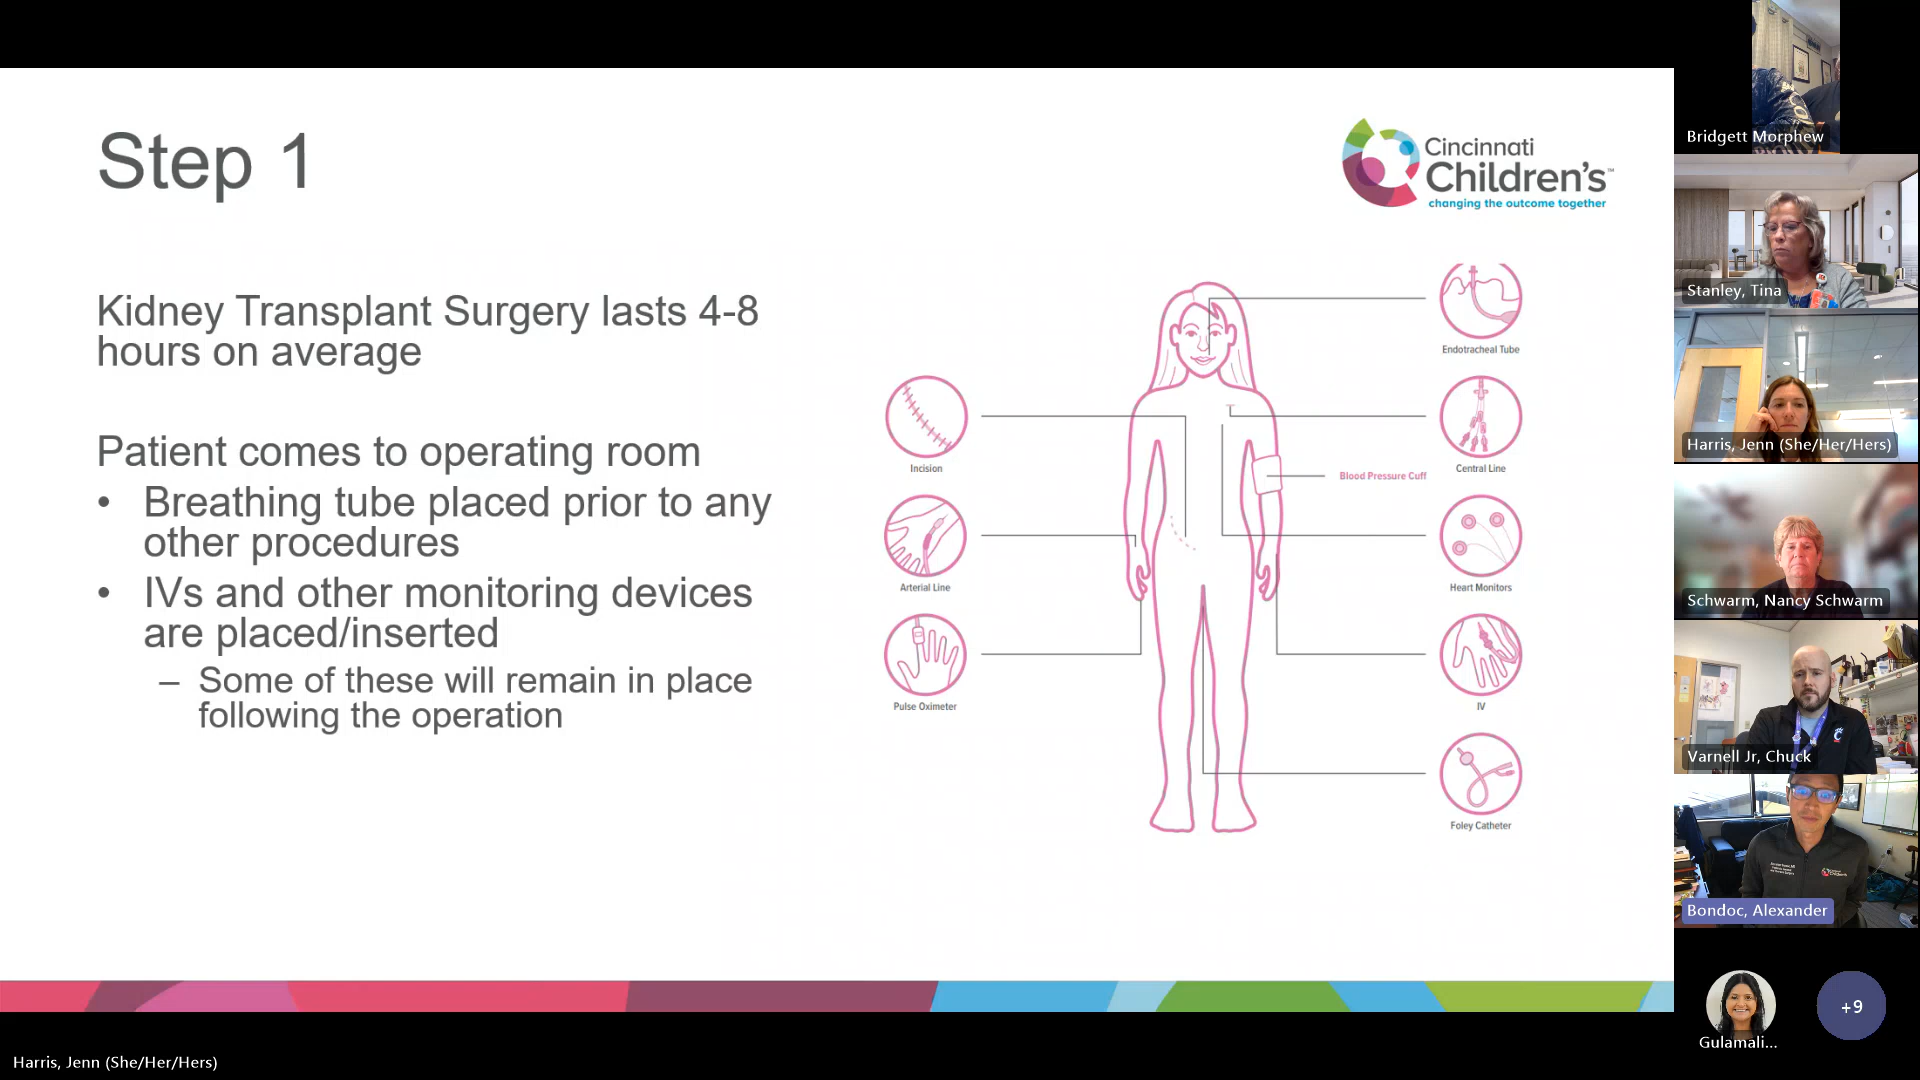 Step 1
Cincinnati
Children's™
changing the outcome together
Kidney Transplant Surgery lasts 4-8
hours on average
Patient comes to operating room
• Breathing tube placed prior to any
other procedures
• IVs and other monitoring devices
are placed/inserted
– Some of these will remain in place
following the operation
Incision
Arterial Line
Pulse Oximeter
Endotracheal Tube
Central Line
Blood Pressure Cuff
Heart Monitors
IV
Foley Catheter
Bridgett Morphew
Stanley, Tina
Harris, Jenn (She/Her/Hers)
Schwarm, Nancy Schwarm
Varnell Jr, Chuck
Bondoc, Alexander
Gulamali...
+9
Harris, Jenn (She/Her/Hers)